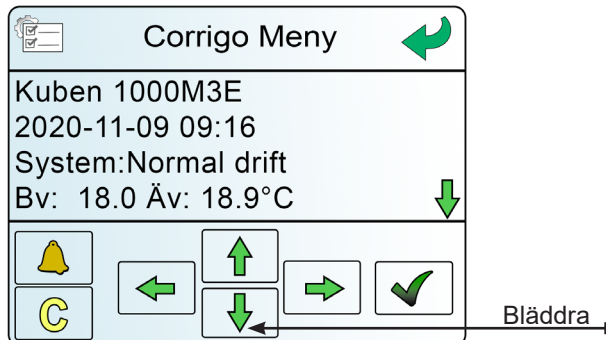 Corrigo Meny
Kuben 1000M3E
2020-11-09 09:16
System:Normal drift
Bv: 18.0 Äv: 18.9°C
C
Bläddra